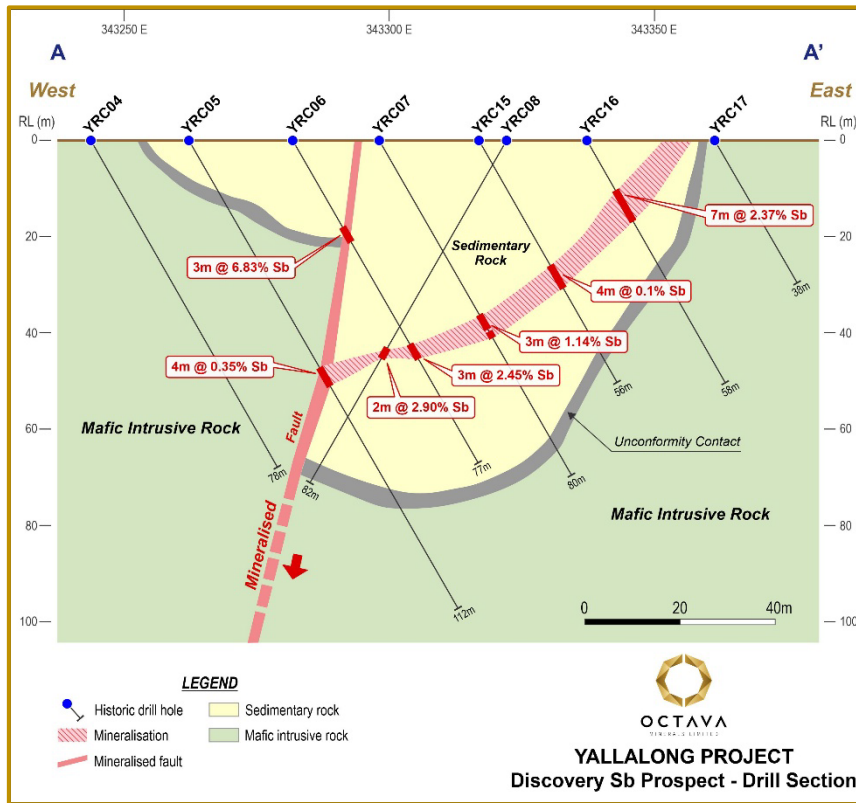 343250 E
343300 E
343350 E
A
A'
West
East
RL (m)
RL (m)
YRC04
YRC05
YRC06
YRC07
YRC15
YRC08
YRC16
YRC17
0
0
20
20
40
40
60
60
80
80
100
100
7m @ 2.37% Sb
Sedimentary
Rock
3m @ 6.83% Sb
4m @ 0.1% Sb
38m
3m @ 1.14% Sb
4m @ 0.35% Sb
3m @ 2.45% Sb
56m
58m
2m @ 2.90% Sb
Mafic Intrusive Rock
Fault
Unconformity Contact
77m
78m
80m
82m
Mineralised
Mafic Intrusive Rock
112m
0
20
40m
LEGEND
Historic drill hole
Sedimentary rock
Mineralisation
Mafic intrusive rock
Mineralised fault
OCTAVA
MINERALS LIMITED
YALLALONG PROJECT
Discovery Sb Prospect - Drill Section